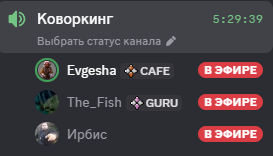 Коворкинг 5:29:39
Выбрать статус канала
Evgesha CAFE В ЭФИРЕ
The_Fish GURU В ЭФИРЕ
Ирбис В ЭФИРЕ